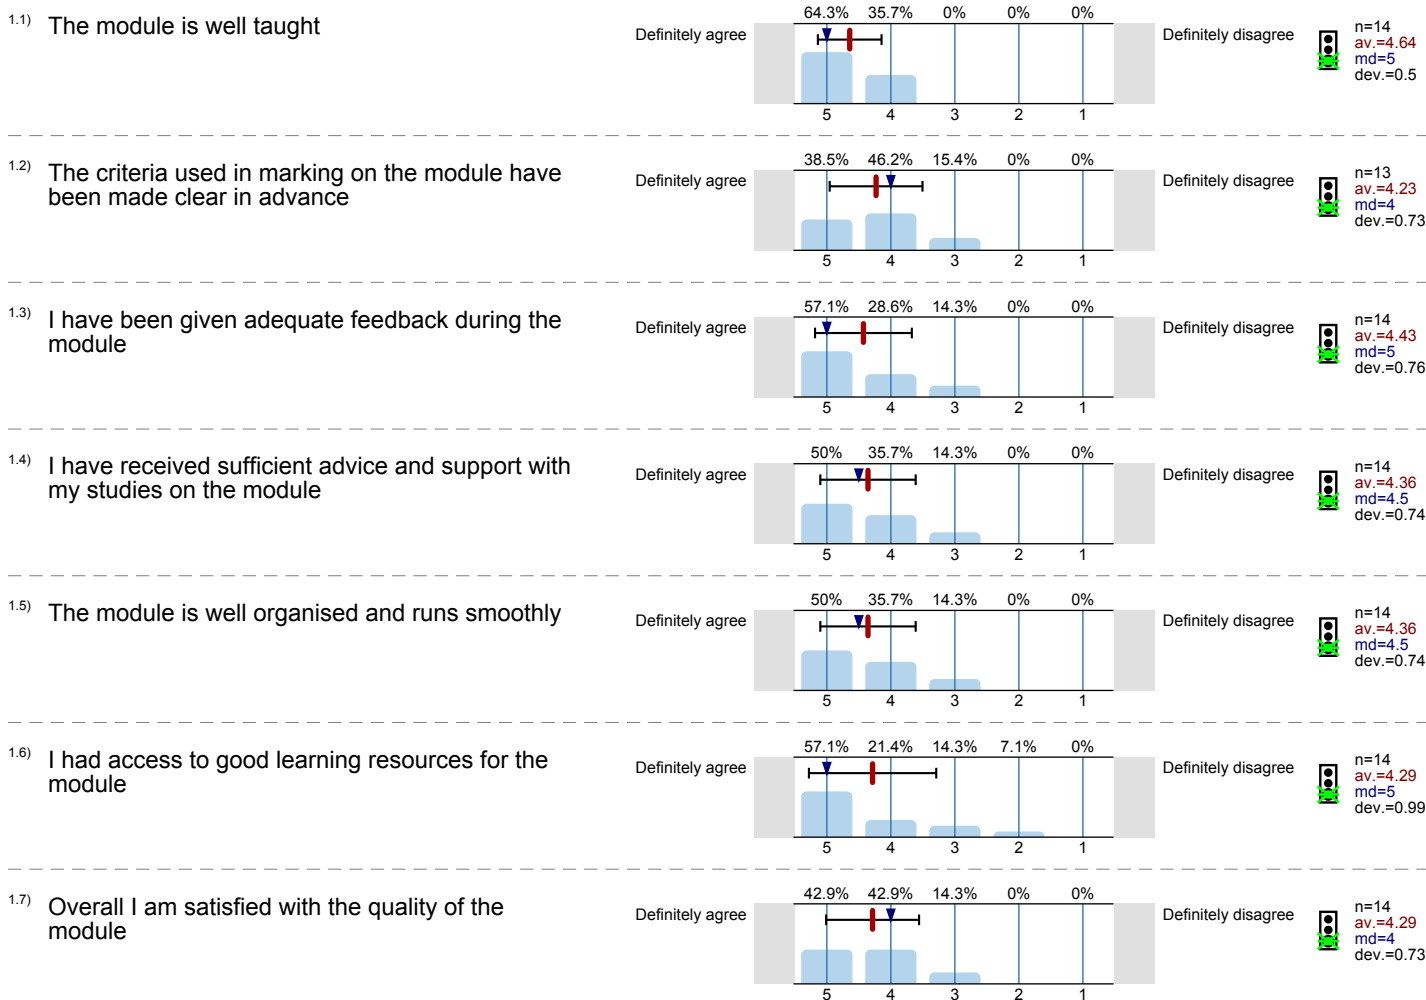 1.1) The module is well taught
64.3% 35.7% 0% 0% 0%
Definitely agree Definitely disagree
5 4 3 2 1
n=14
av.=4.64
md=5
dev.=0.5
1.2) The criteria used in marking on the module have
been made clear in advance
38.5% 46.2% 15.4% 0% 0%
Definitely agree Definitely disagree
5 4 3 2 1
n=13
av.=4.23
md=4
dev.=0.73
1.3) I have been given adequate feedback during the
module
57.1% 28.6% 14.3% 0% 0%
Definitely agree Definitely disagree
5 4 3 2 1
n=14
av.=4.43
md=5
dev.=0.76
1.4) I have received sufficient advice and support with
my studies on the module
50% 35.7% 14.3% 0% 0%
Definitely agree Definitely disagree
5 4 3 2 1
n=14
av.=4.36
md=4.5
dev.=0.74
1.5) The module is well organised and runs smoothly
50% 35.7% 14.3% 0% 0%
Definitely agree Definitely disagree
5 4 3 2 1
n=14
av.=4.36
md=4.5
dev.=0.74
1.6) I had access to good learning resources for the
module
57.1% 21.4% 14.3% 7.1% 0%
Definitely agree Definitely disagree
5 4 3 2 1
n=14
av.=4.29
md=5
dev.=0.99
1.7) Overall I am satisfied with the quality of the
module
42.9% 42.9% 14.3% 0% 0%
Definitely agree Definitely disagree
5 4 3 2 1
n=14
av.=4.29
md=4
dev.=0.73